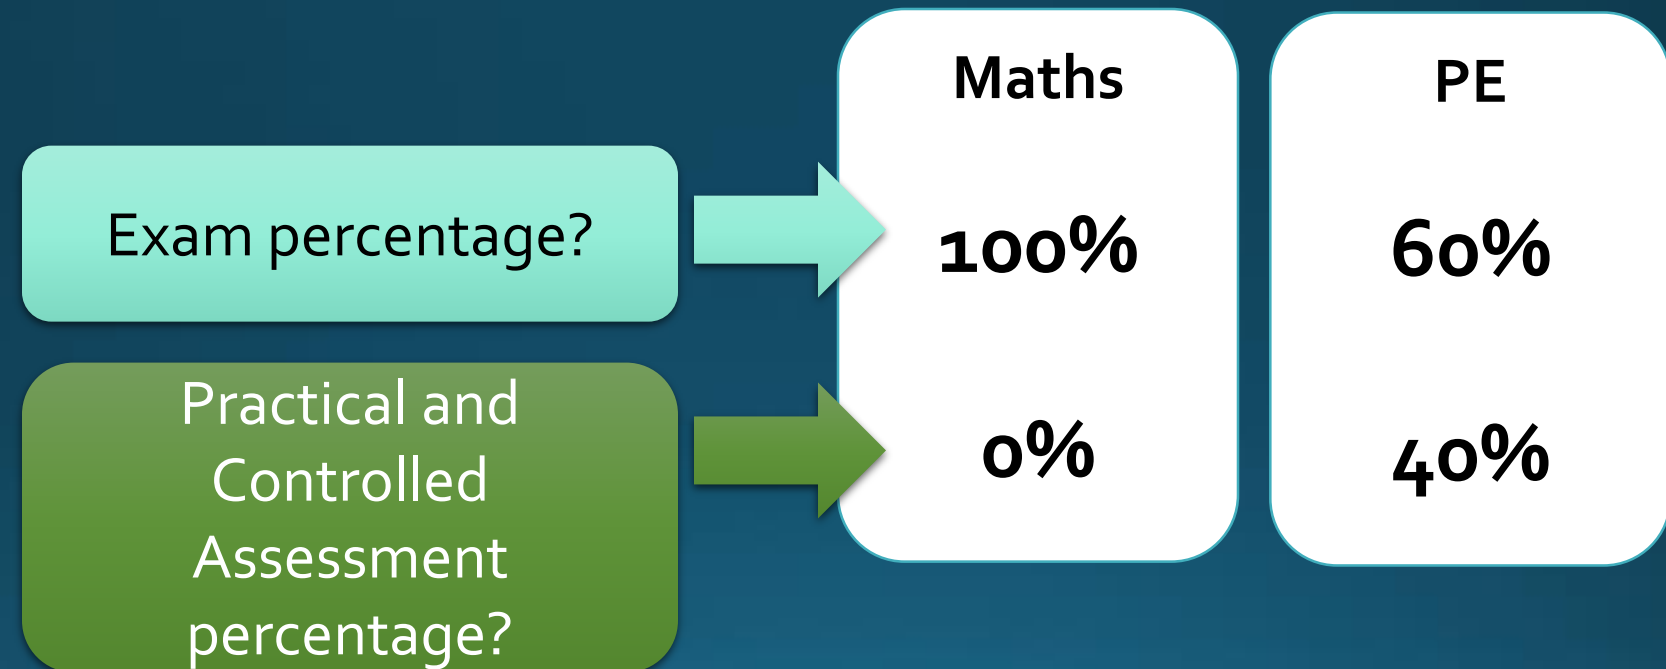 Maths PE
Exam percentage? 100% 60%
Practical and
Controlled 0% 40%
Assessment
percentage?